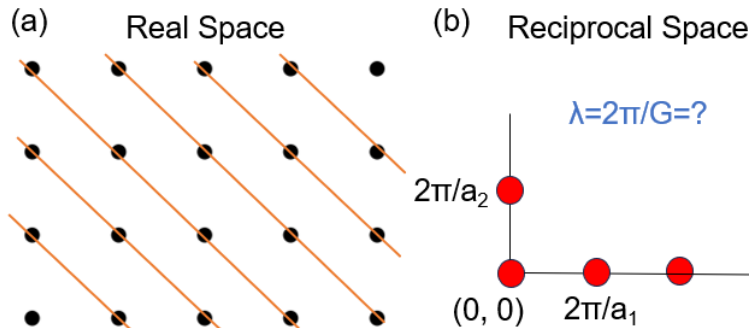 (a) Real Space
(b) Reciprocal Space
λ=2π/G=?
2π/a₂
(0, 0) 2π/a₁